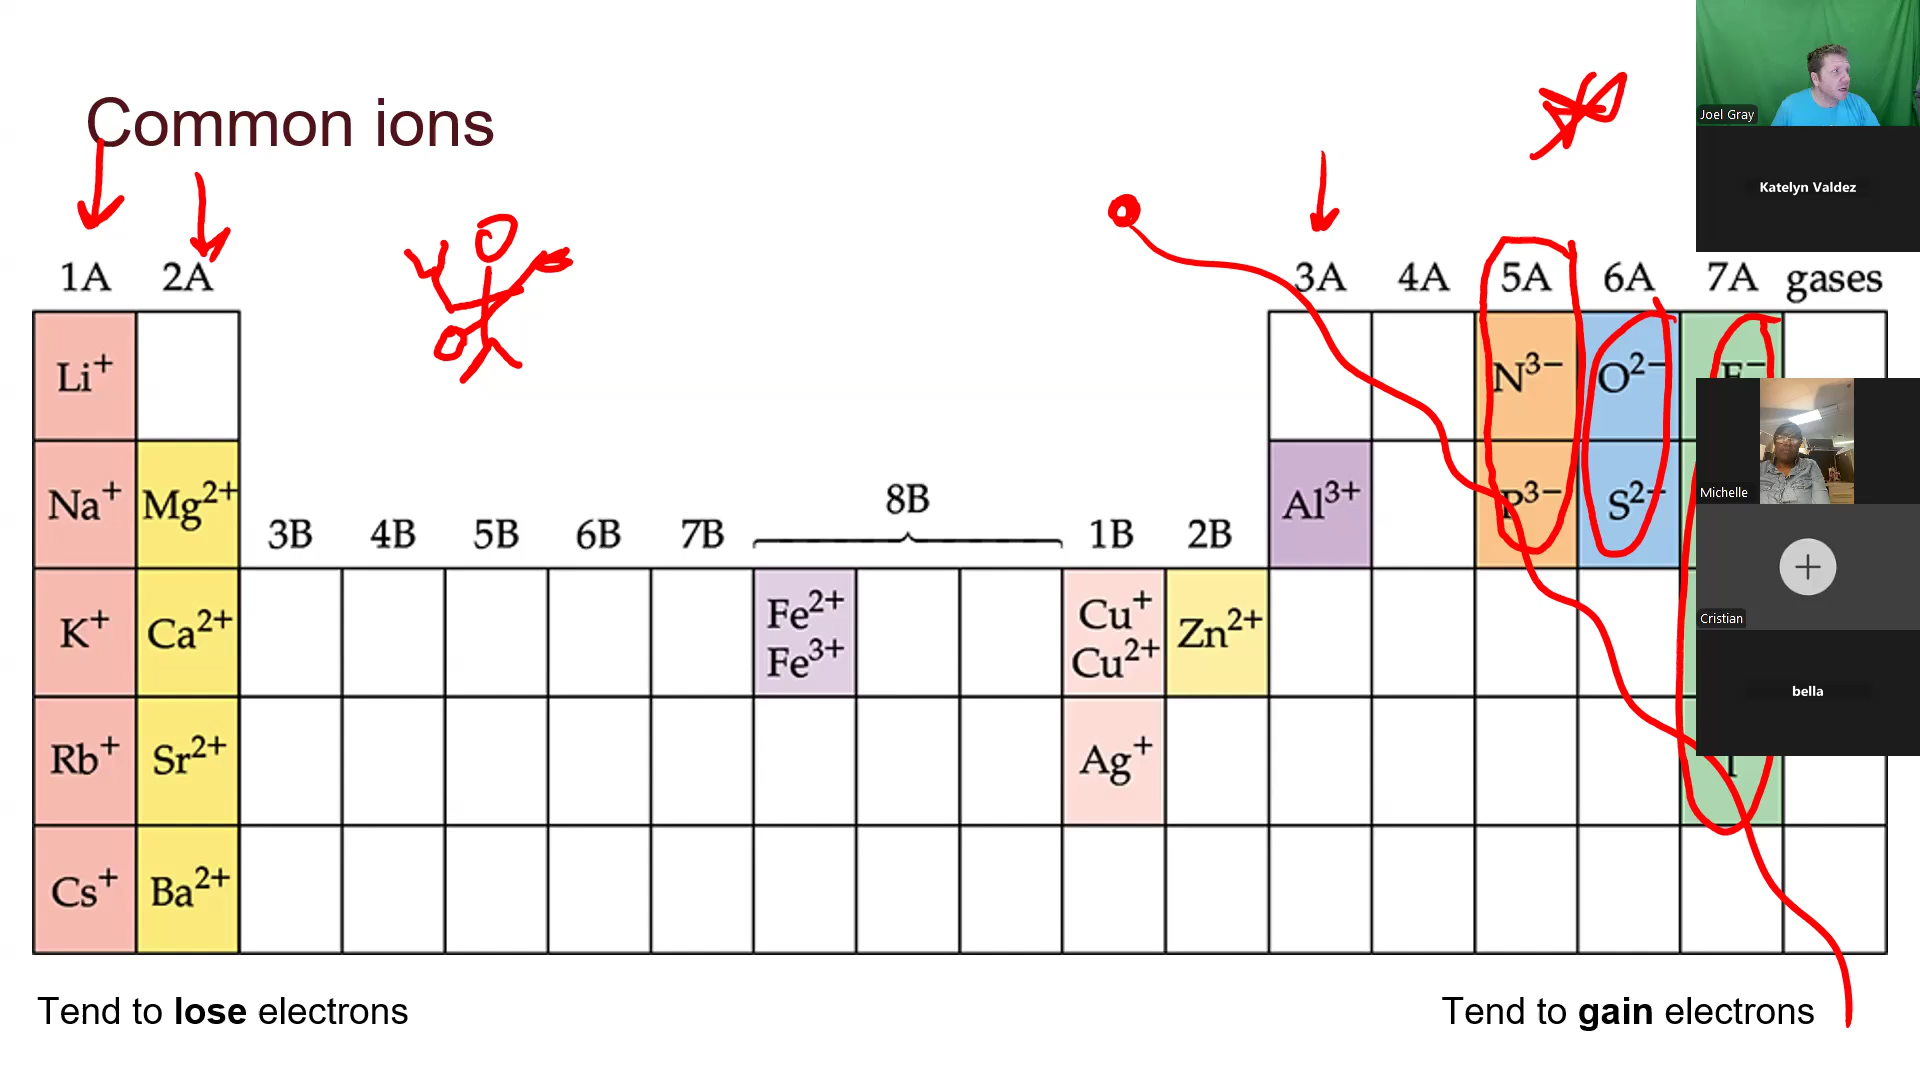 Common ions
Joel Gray
Katelyn Valdez
1A 2A 3A 4A 5A 6A 7A gases
Li⁺ N³⁻ O²⁻ F⁻
Na⁺ Mg²⁺ Al³⁺ P³⁻ S²⁻
Michelle
3B 4B 5B 6B 7B 8B 1B 2B
K⁺ Ca²⁺ Fe²⁺ Fe³⁺ Cu⁺ Cu²⁺ Zn²⁺
Cristian
bella
Rb⁺ Sr²⁺ Ag⁺
Cs⁺ Ba²⁺
Tend to lose electrons
Tend to gain electrons